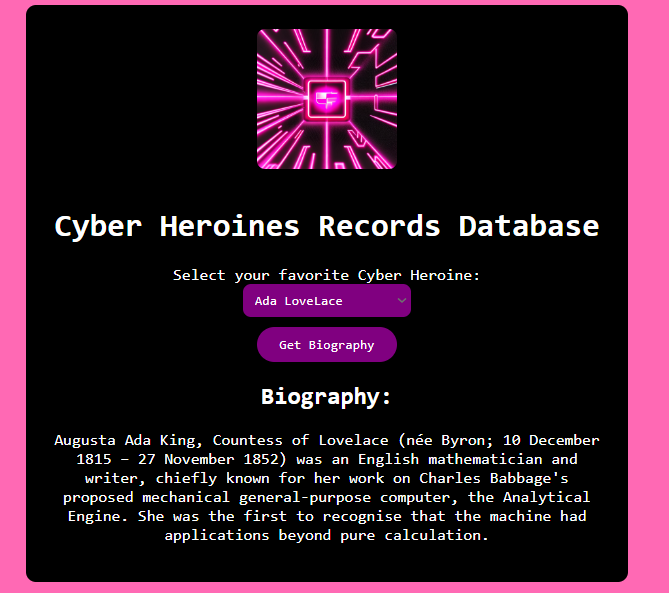 Cyber Heroines Records Database
Select your favorite Cyber Heroine:
Ada LoveLace
Get Biography
Biography:
Augusta Ada King, Countess of Lovelace (née Byron; 10 December
1815 – 27 November 1852) was an English mathematician and
writer, chiefly known for her work on Charles Babbage's
proposed mechanical general-purpose computer, the Analytical
Engine. She was the first to recognise that the machine had
applications beyond pure calculation.